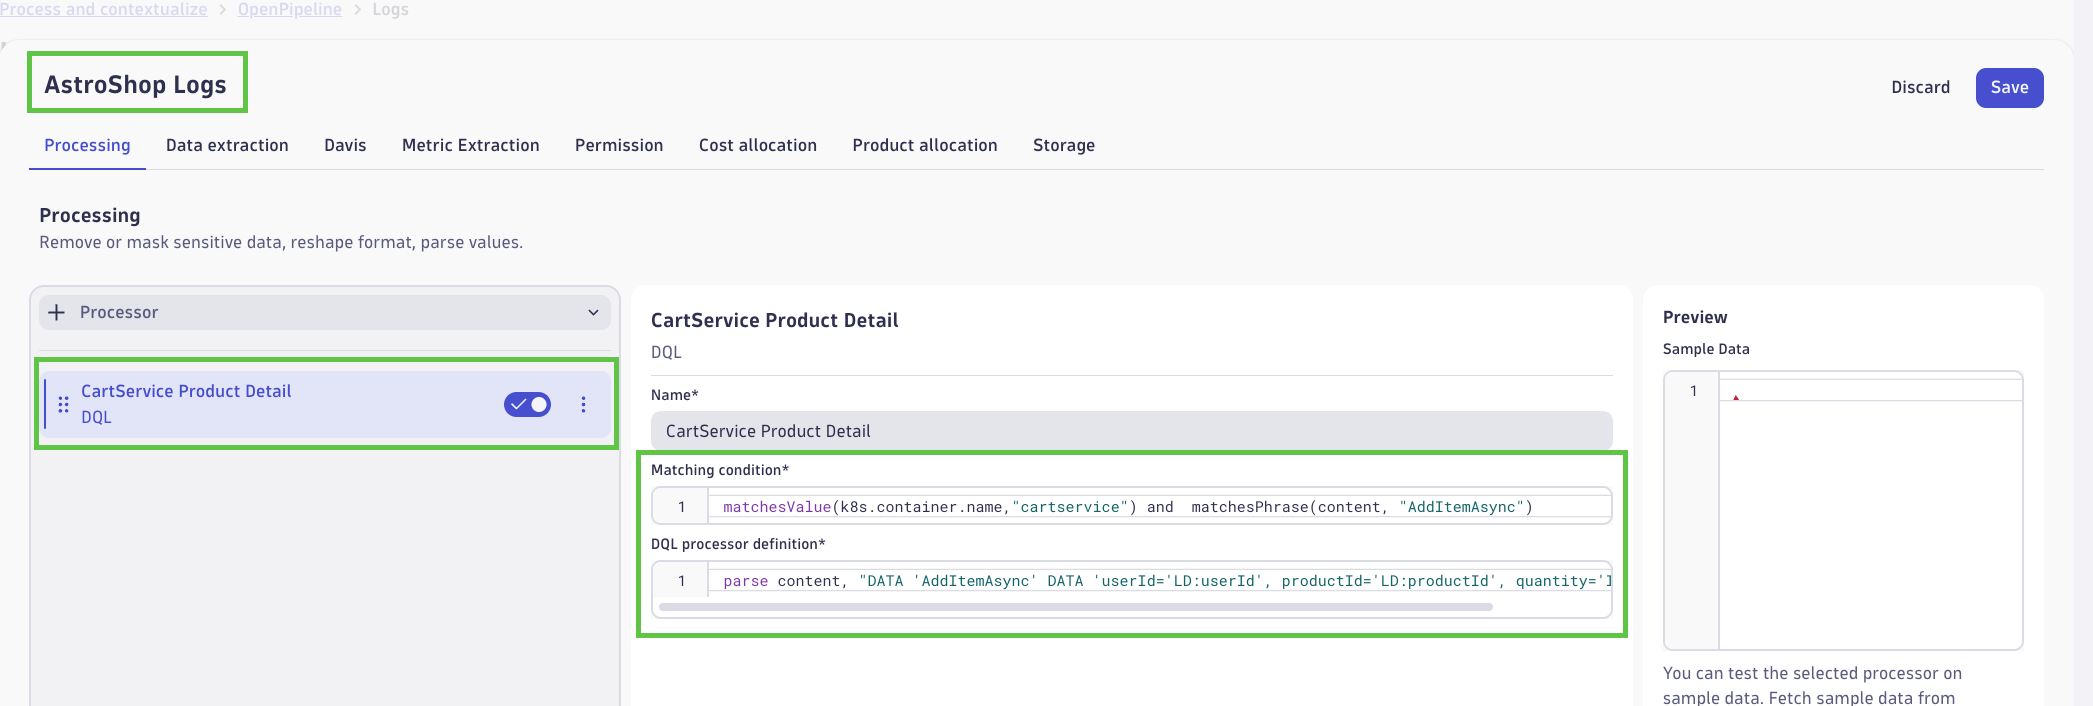 Process and contextualize > OpenPipeline > Logs
AstroShop Logs
Discard
Save
Processing
Data extraction
Davis
Metric Extraction
Permission
Cost allocation
Product allocation
Storage
Processing
Remove or mask sensitive data, reshape format, parse values.
Processor
CartService Product Detail
DQL
CartService Product Detail
DQL
Name*
CartService Product Detail
Matching condition*
1 matchesValue(k8s.container.name,"cartservice") and  matchesPhrase(content, "AddItemAsync")
DQL processor definition*
1 parse content, "DATA 'AddItemAsync' DATA 'userId='LD:userId', productId='LD:productId', quantity='
Preview
Sample Data
1
You can test the selected processor on
sample data. Fetch sample data from